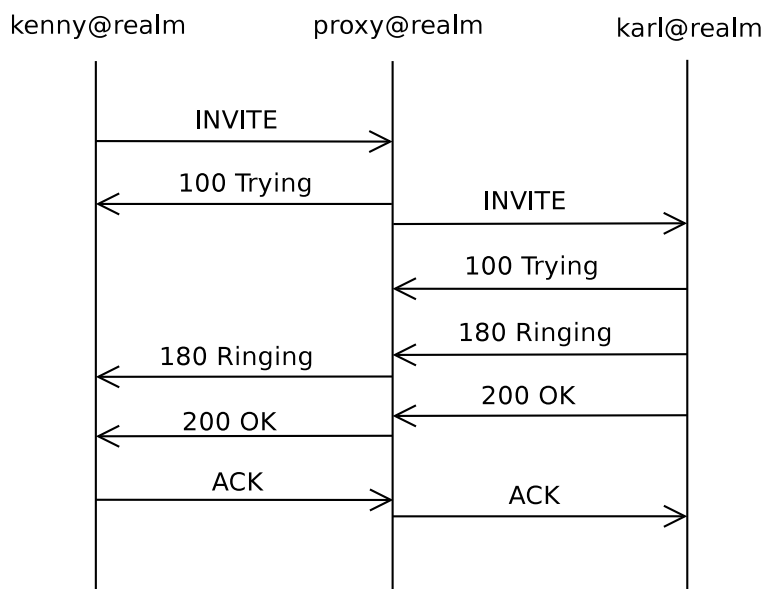 kenny@realm
proxy@realm
karl@realm
INVITE
100 Trying
INVITE
100 Trying
180 Ringing
180 Ringing
200 OK
200 OK
ACK
ACK